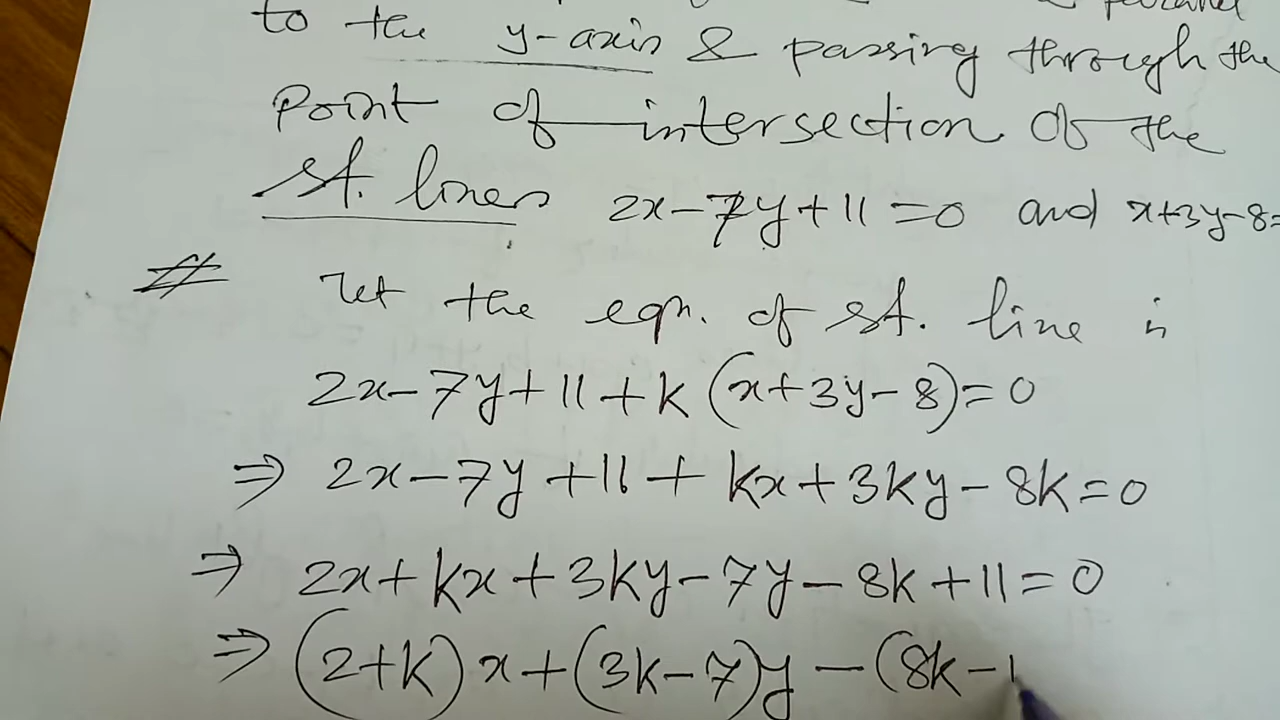 to the y-axis & passing through the
point of intersection of the
st. lines 2x-7y+11=0 and x+3y-8=
Let the eqn. of st. line is
2x-7y+11+k(x+3y-8)=0
⇒ 2x-7y+11+kx+3ky-8k=0
⇒ 2x+kx+3ky-7y-8k+11=0
⇒ (2+k)x+(3k-7)y-(8k-1